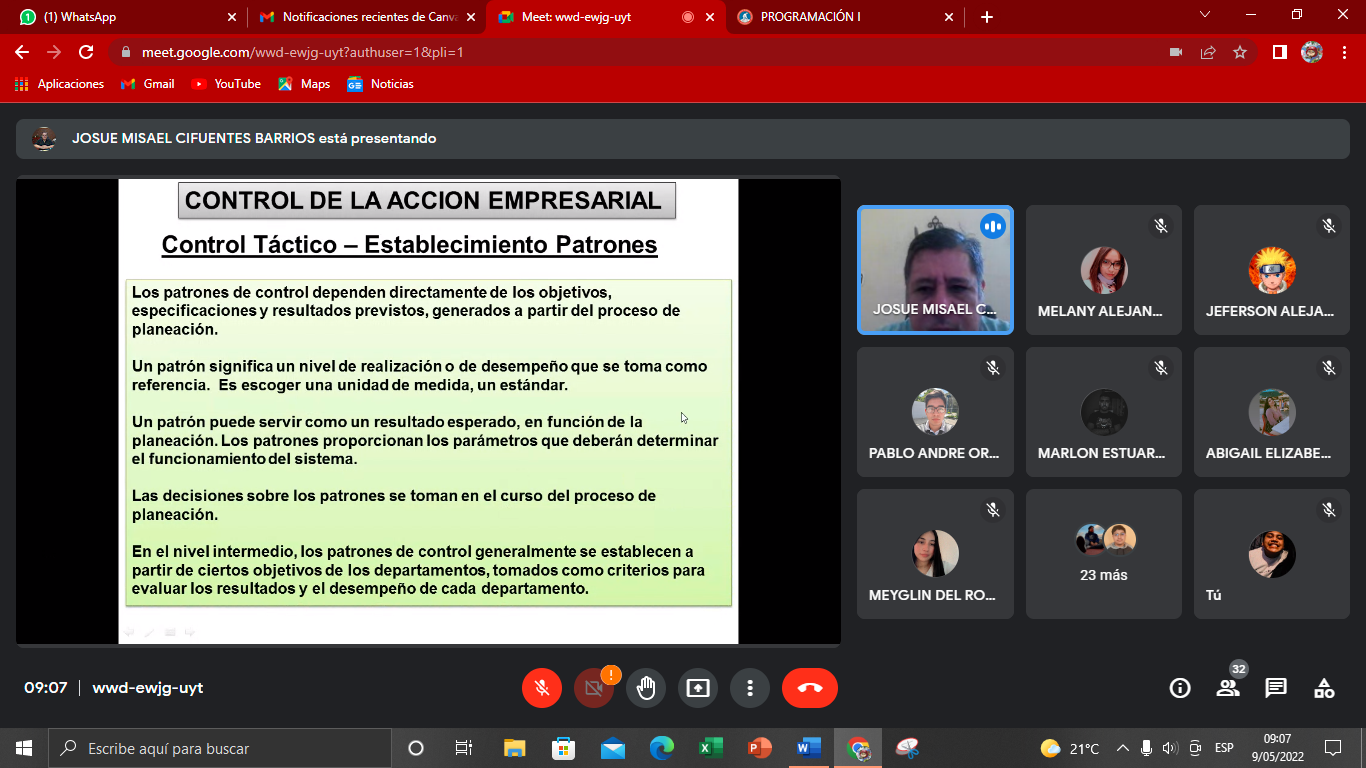 (1) WhatsApp
Notificaciones recientes de Canva
Meet: wwd-ewjg-uyt
PROGRAMACIÓN I
meet.google.com/wwd-ewjg-uyt?authuser=1&pli=1
Aplicaciones
Gmail
YouTube
Maps
Noticias
JOSUE MISAEL CIFUENTES BARRIOS está presentando
CONTROL DE LA ACCION EMPRESARIAL
Control Táctico – Establecimiento Patrones
Los patrones de control dependen directamente de los objetivos,
especificaciones y resultados previstos, generados a partir del proceso de
planeación.
Un patrón significa un nivel de realización o de desempeño que se toma como
referencia. Es escoger una unidad de medida, un estándar.
Un patrón puede servir como un resultado esperado, en función de la
planeación. Los patrones proporcionan los parámetros que deberán determinar
el funcionamiento del sistema.
Las decisiones sobre los patrones se toman en el curso del proceso de
planeación.
En el nivel intermedio, los patrones de control generalmente se establecen a
partir de ciertos objetivos de los departamentos, tomados como criterios para
evaluar los resultados y el desempeño de cada departamento.
JOSUE MISAEL C...
MELANY ALEJAN...
JEFERSON ALEJA...
PABLO ANDRE OR...
MARLON ESTUAR...
ABIGAIL ELIZABE...
MEYGLIN DEL RO...
23 más
Tú
09:07 | wwd-ewjg-uyt
32
Escribe aquí para buscar
21°C
ESP
09:07
9/05/2022